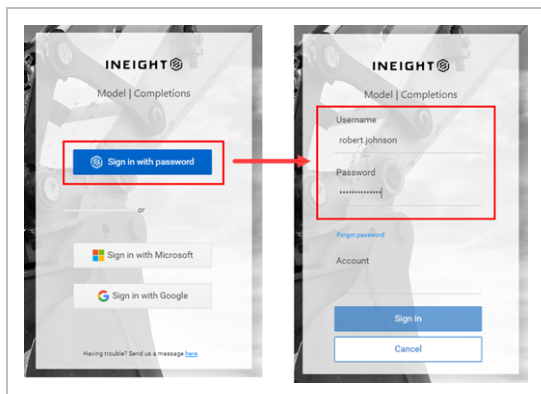 INEIGHT
Model | Completions
Sign in with password
or
Sign in with Microsoft
Sign in with Google
Having trouble? Send us a message here
INEIGHT
Model | Completions
Username
robert.johnson
Password
••••••••••••••
Forgot password
Account
Sign in
Cancel